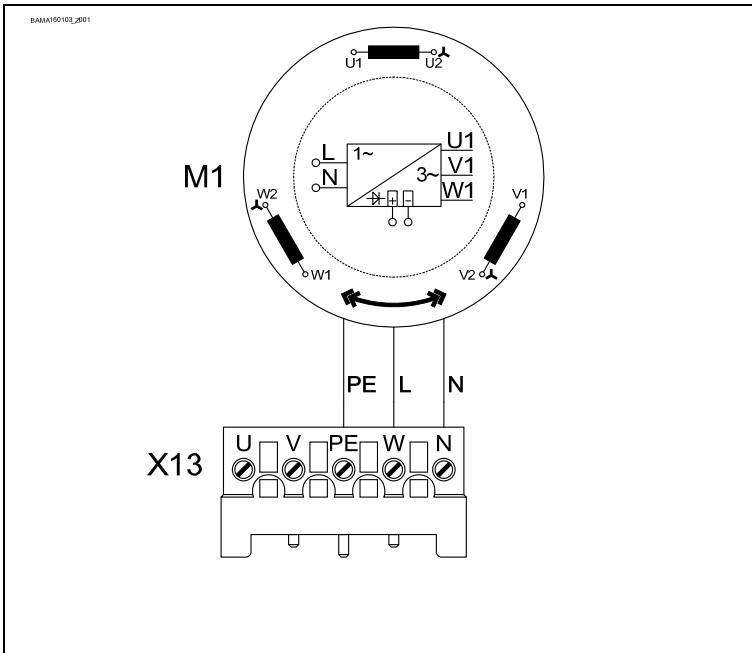 BAMA160103_Z001
U1 U2
L 1~ U1
N 3~ V1
+ - W1
M1
W2
W1
V1
V2
PE L N
U V PE W N
X13